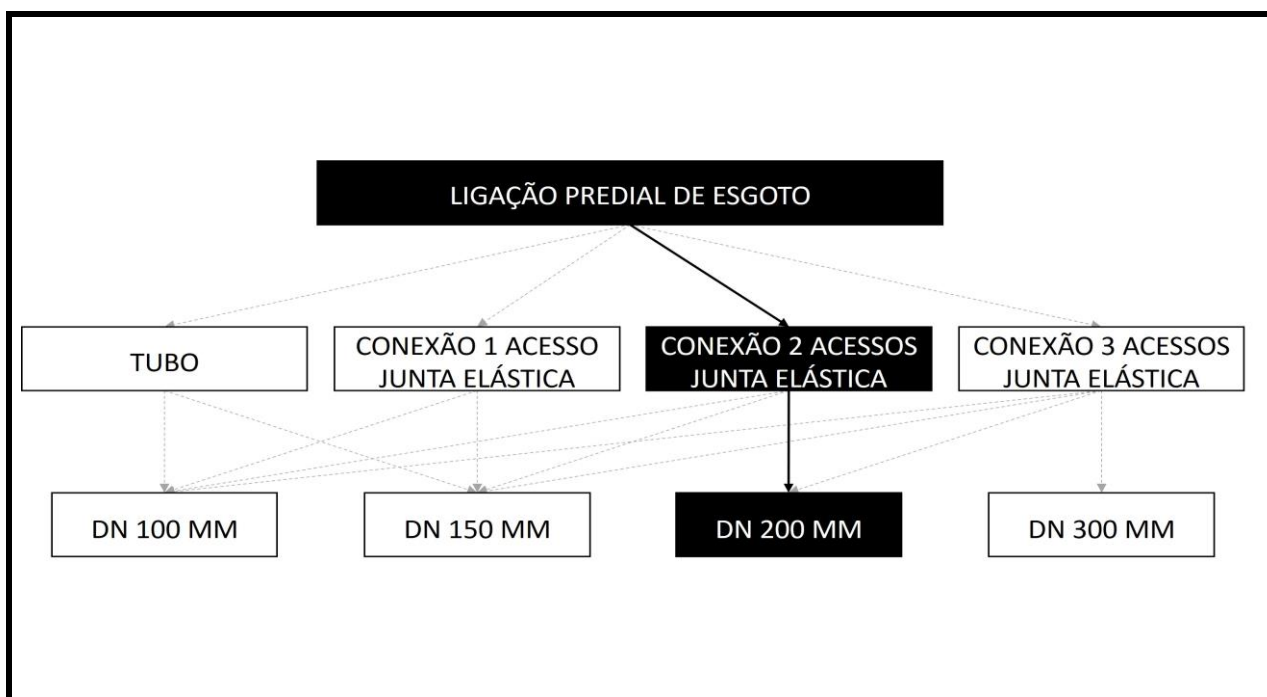 LIGAÇÃO PREDIAL DE ESGOTO
TUBO
CONEXÃO 1 ACESSO
JUNTA ELÁSTICA
CONEXÃO 2 ACESSOS
JUNTA ELÁSTICA
CONEXÃO 3 ACESSOS
JUNTA ELÁSTICA
DN 100 MM
DN 150 MM
DN 200 MM
DN 300 MM